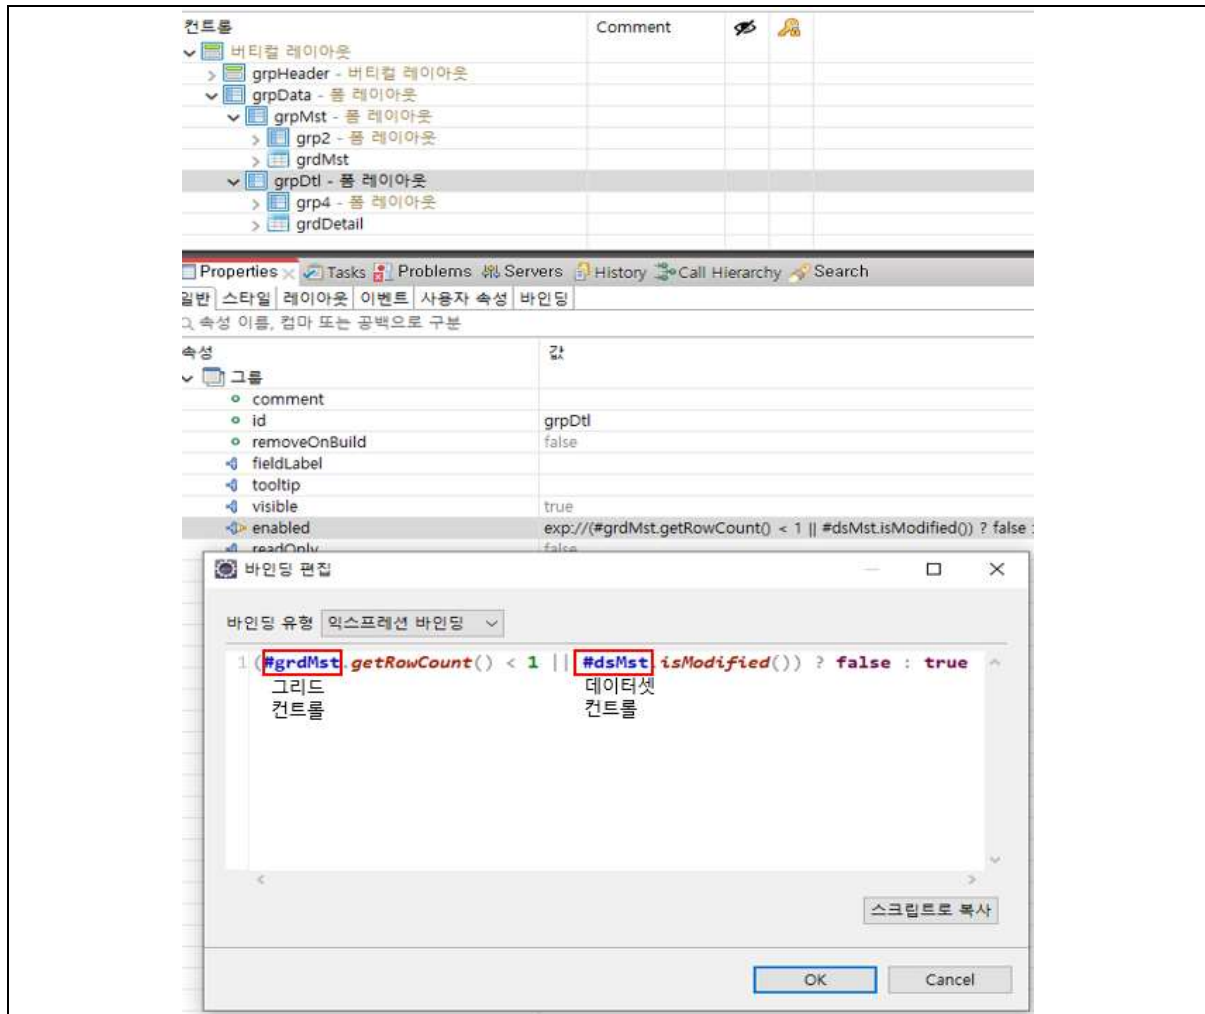 컨트롤 Comment
버티컬 레이아웃
grpHeader - 버티컬 레이아웃
grpData - 폼 레이아웃
grpMst - 폼 레이아웃
grp2 - 폼 레이아웃
grdMst
grpDtl - 폼 레이아웃
grp4 - 폼 레이아웃
grdDetail
Properties Tasks Problems Servers History Call Hierarchy Search
일반 스타일 레이아웃 이벤트 사용자 속성 바인딩
속성 이름, 컴마 또는 공백으로 구분
속성 값
그룹
comment
id grpDtl
removeOnBuild false
fieldLabel
tooltip
visible true
enabled exp://(#grdMst.getRowCount() < 1 || #dsMst.isModified()) ? false :
readOnly false
바인딩 편집
바인딩 유형 익스프레션 바인딩
1 (#grdMst.getRowCount() < 1 || #dsMst.isModified()) ? false : true
그리드 데이터셋
컨트롤 컨트롤
스크립트로 복사
OK Cancel